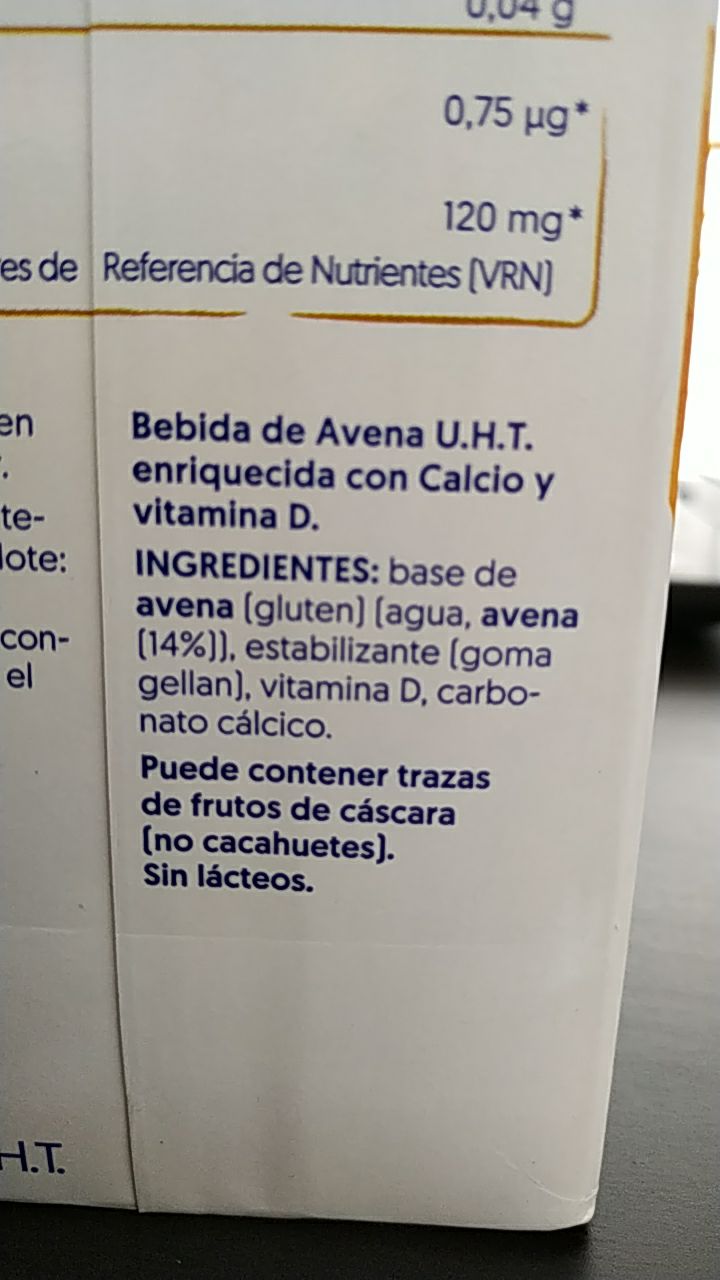 0,04 g
0,75 µg*
120 mg*
es de Referencia de Nutrientes (VRN)
en
te-
lote:
con-
el
Bebida de Avena U.H.T.
enriquecida con Calcio y
vitamina D.
INGREDIENTES: base de
avena (gluten) (agua, avena
(14%)), estabilizante (goma
gellan), vitamina D, carbo-
nato cálcico.
Puede contener trazas
de frutos de cáscara
(no cacahuetes).
Sin lácteos.
H.T.